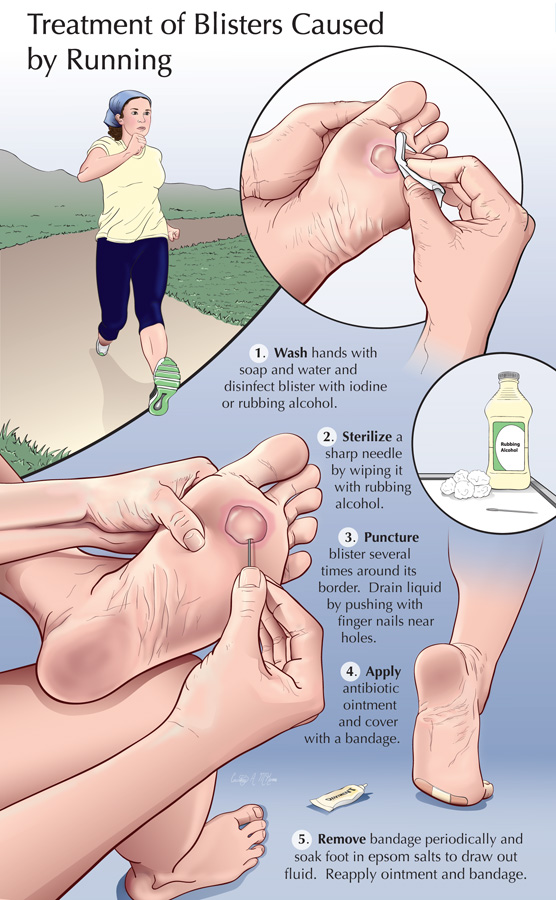 Treatment of Blisters Caused
by Running
1. Wash hands with
soap and water and
disinfect blister with iodine
or rubbing alcohol.
2. Sterilize a
sharp needle
by wiping it
with rubbing
alcohol.
Rubbing
Alcohol
3. Puncture
blister several
times around its
border. Drain liquid
by pushing with
finger nails near
holes.
4. Apply
antibiotic
ointment
and cover
with a bandage.
Ointment
5. Remove bandage periodically and
soak foot in epsom salts to draw out
fluid. Reapply ointment and bandage.